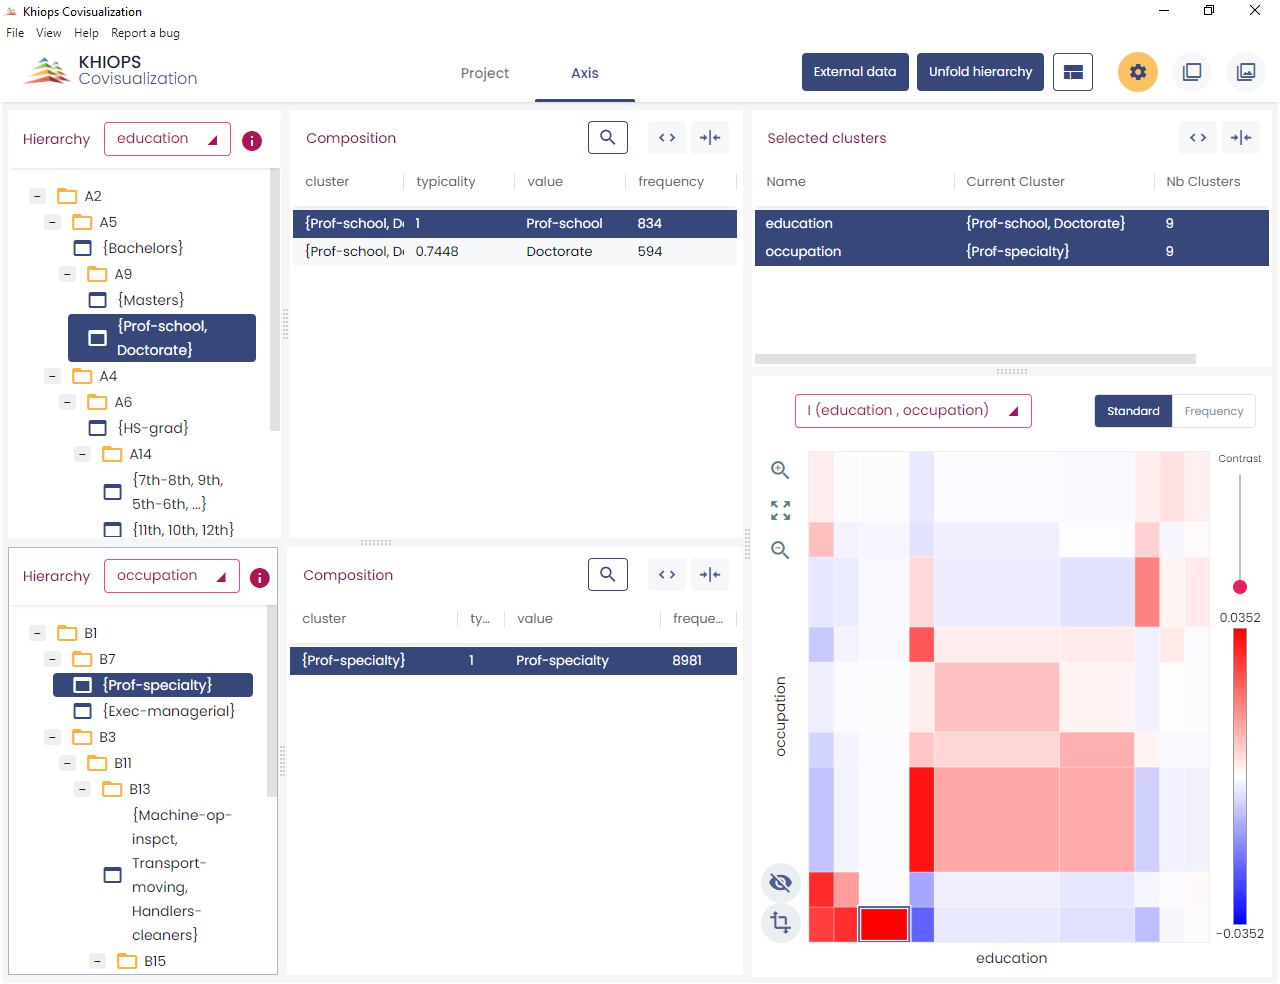 Khiops Covisualization
File View Help Report a bug
KHIOPS
Covisualization
Project
Axis
External data
Unfold hierarchy
Hierarchy
education
A2
A5
{Bachelors}
A9
{Masters}
{Prof-school,
Doctorate}
A4
A6
{HS-grad}
A14
{7th-8th, 9th,
5th-6th, ...}
{11th, 10th, 12th}
Composition
cluster typicality value frequency
{Prof-school, Do 1 Prof-school 834
{Prof-school, Do 0.7448 Doctorate 594
Selected clusters
Name Current Cluster Nb Clusters
education {Prof-school, Doctorate} 9
occupation {Prof-specialty} 9
Hierarchy
occupation
B1
B7
{Prof-specialty}
{Exec-managerial}
B3
B11
B13
{Machine-op-
inspct,
Transport-
moving,
Handlers-
cleaners}
B15
Composition
cluster ty... value freque...
{Prof-specialty} 1 Prof-specialty 8981
I (education , occupation)
Standard
Frequency
Contrast
0.0352
-0.0352
occupation
education